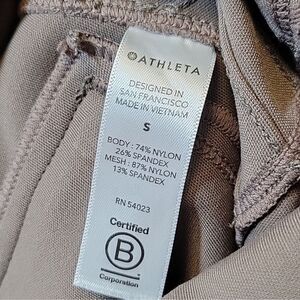 ATHLETA
DESIGNED IN
SAN FRANCISCO
MADE IN VIETNAM
S
BODY : 74% NYLON
26% SPANDEX
MESH : 87% NYLON
13% SPANDEX
RN 54023
Certified
B
Corporation